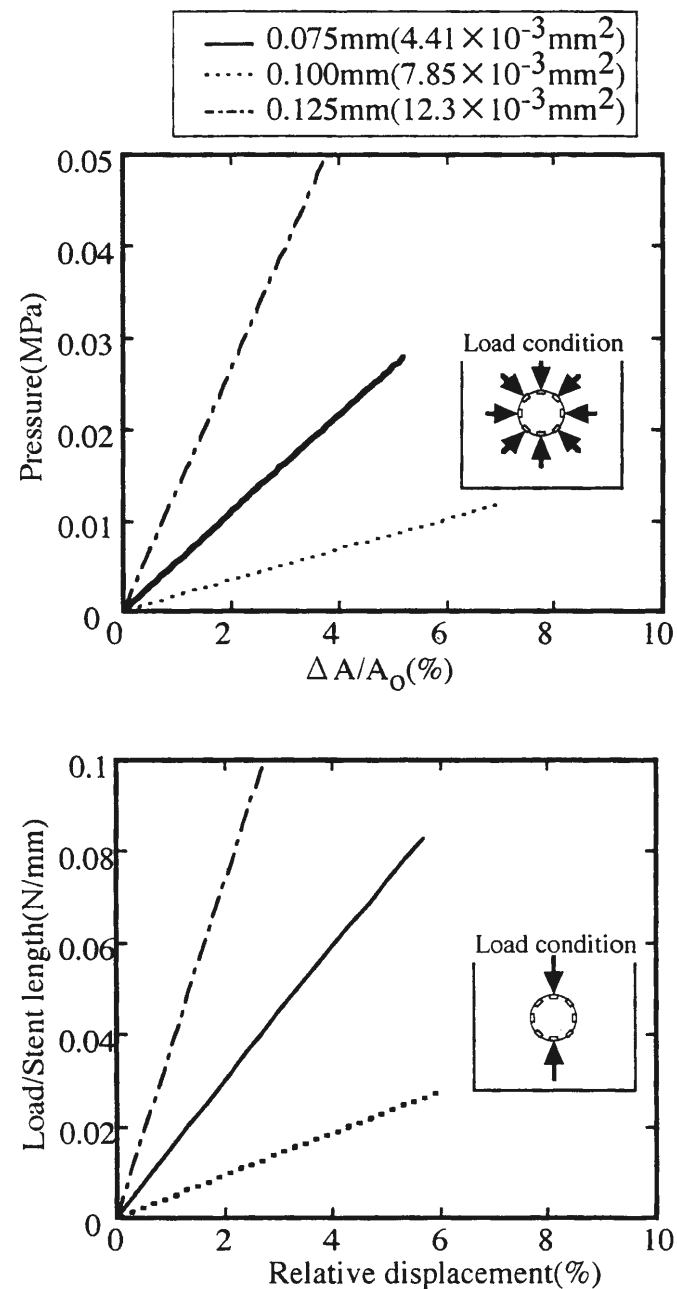 0.075mm(4.41×10-3mm2)
0.100mm(7.85×10-3mm2)
0.125mm(12.3×10-3mm2)
0.05
0.04
0.03
0.02
0.01
0
Pressure(MPa)
Load condition
0 2 4 6 8 10
Δ A/Ao(%)
0.1
0.08
0.06
0.04
0.02
0
Load/Stent length(N/mm)
Load condition
0 2 4 6 8 10
Relative displacement(%)